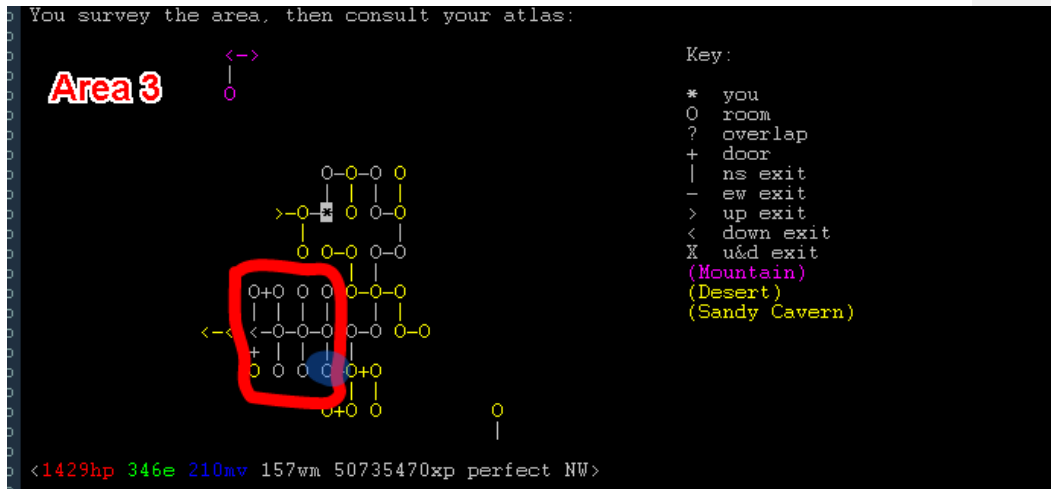 You survey the area, then consult your atlas:
<-> Key:
|
Area 3
O * you
O room
? overlap
+ door
O-O-O O | ns exit
| | | | - ew exit
>-O-* O O-O > up exit
| | < down exit
O O-O O-O X u&d exit
| | (Mountain)
O+O O O O-O-O (Desert)
| | | | | | (Sandy Cavern)
<-< <-O-O-O O-O O-O
+ | | | |
O O O O O+O
| |
O+O O O
|
<1429hp 346e 210mv 157wm 50735470xp perfect NW>